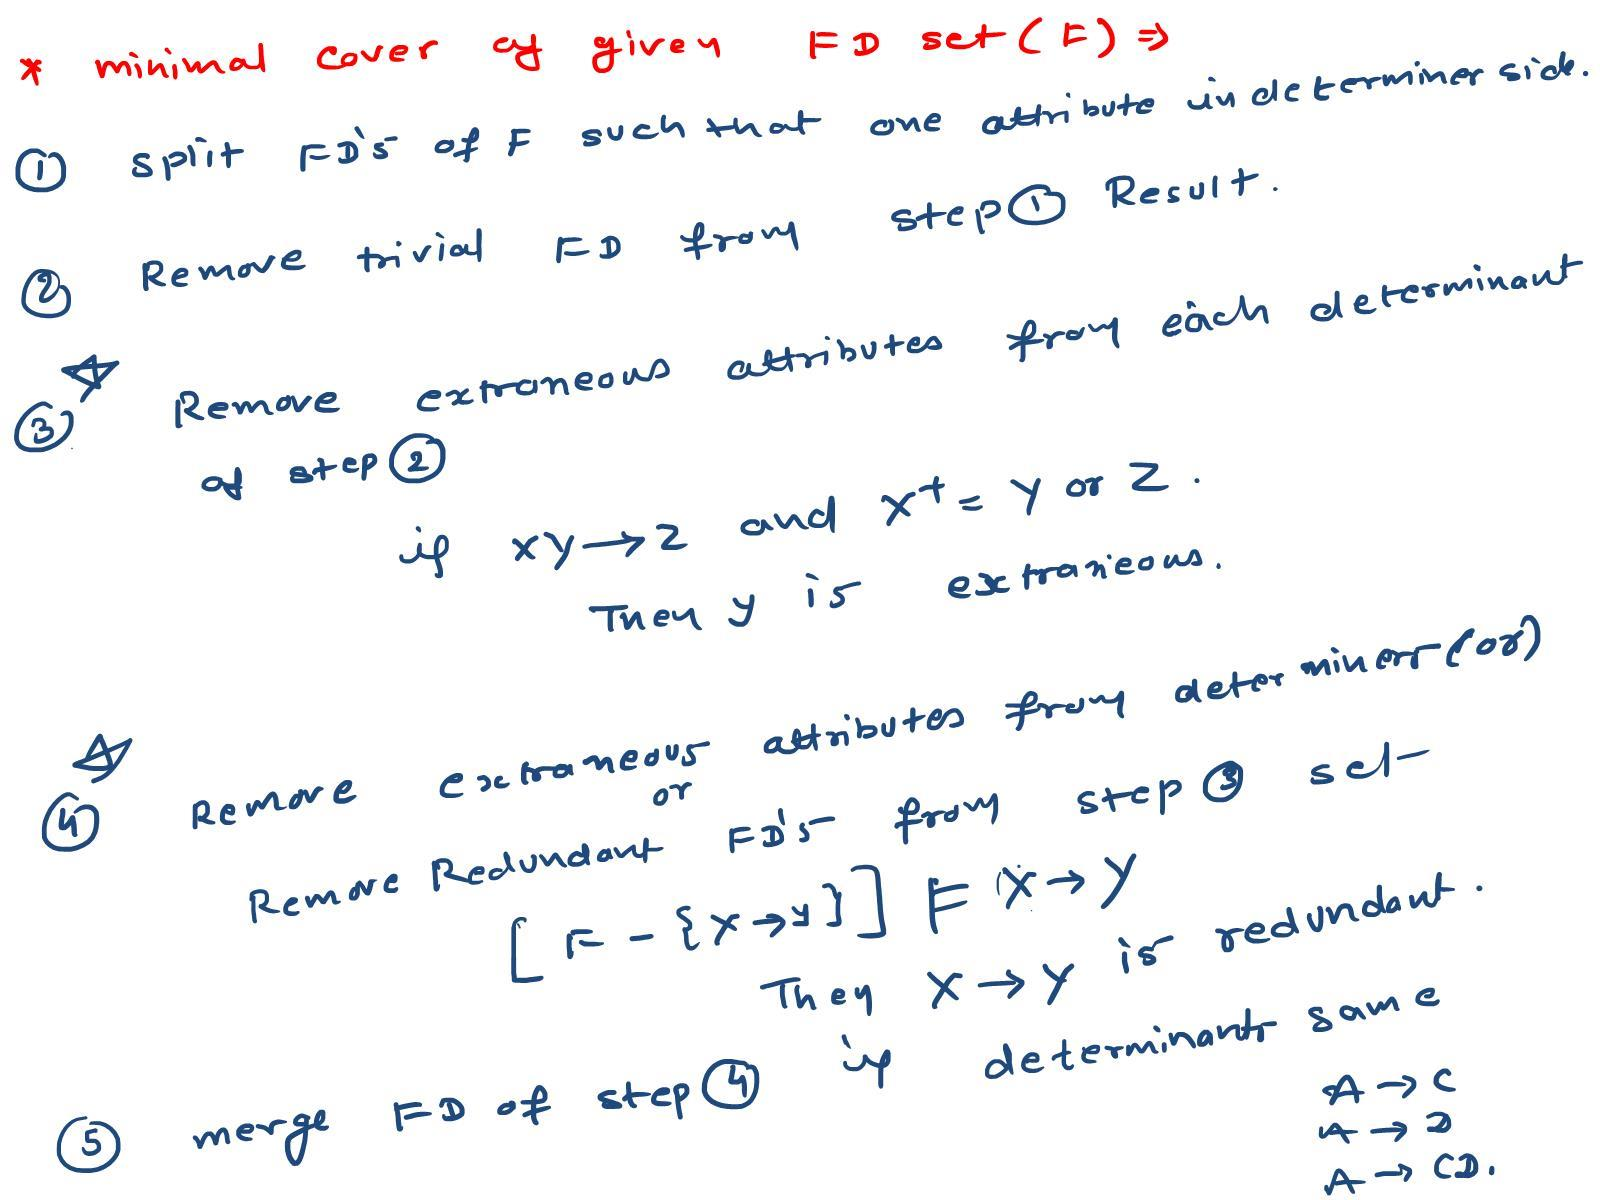 * minimal cover of given FD set (F) ⇒
① split FD's of F such that one attribute in determiner side.
② Remove trivial FD from step ① Result.
③ Remove extraneous attributes from each determinant
of step ②
if xy → z and x⁺ = y or z.
Then y is extraneous.
④ Remove extraneous attributes from determinerr (or)
or
Remove Redundant FD's from step ③ set
[F - {x → y}] ⊨ x → y
Then x → y is redundant.
⑤ merge FD of step ④ if determinants same
A → C
A → D
A → CD.